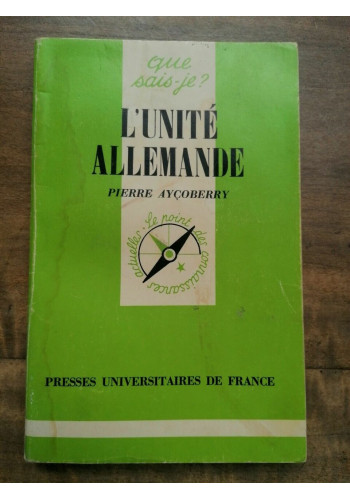 que
sais-je?
L'UNITÉ
ALLEMANDE
PIERRE AYÇOBERRY
Le point des connaissances actuelles
PRESSES UNIVERSITAIRES DE FRANCE